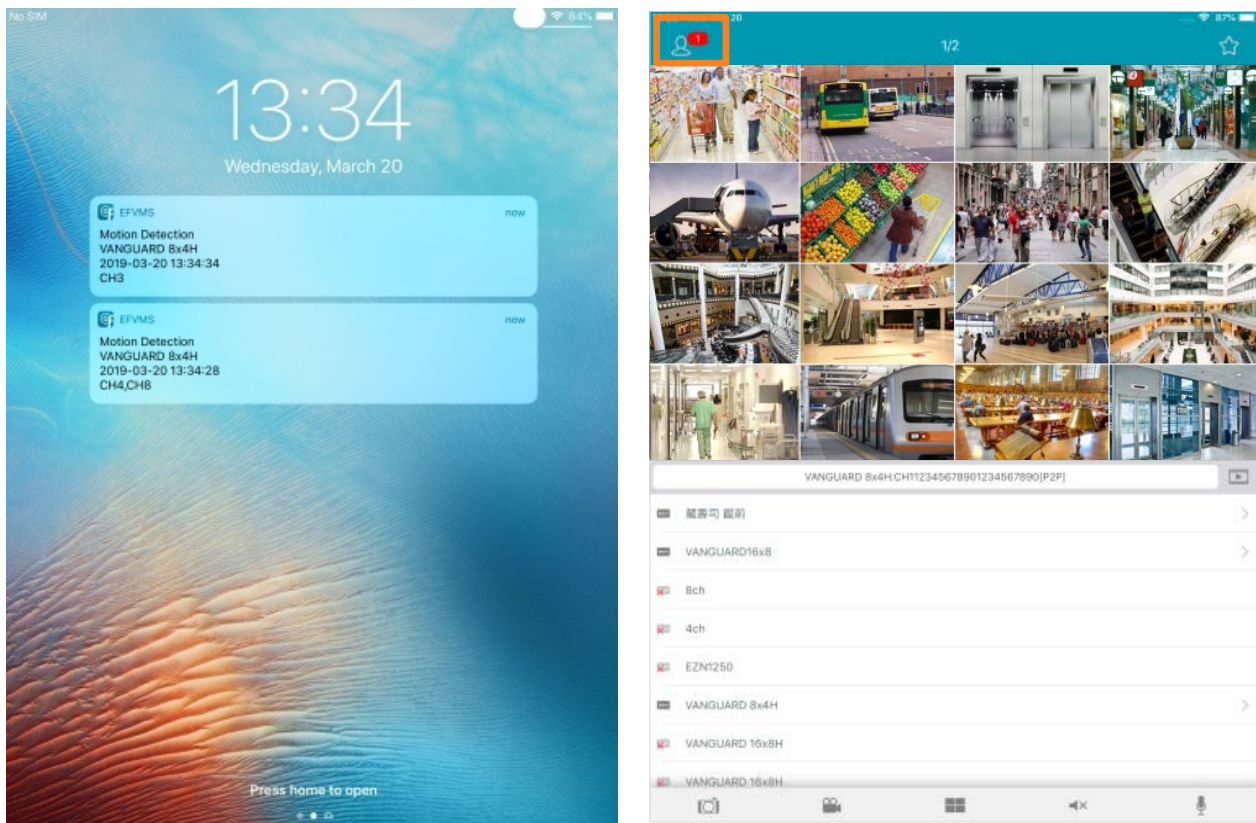 No SIM
84%
13:34
Wednesday, March 20
EFVMS
now
Motion Detection
VANGUARD 8x4H
2019-03-20 13:34:34
CH3
EFVMS
now
Motion Detection
VANGUARD 8x4H
2019-03-20 13:34:28
CH4,CH8
Press home to open
20
87%
1
1/2
VANGUARD 8x4H:CH112345678901234567890[P2P]
VANGUARD16x8
8ch
4ch
EZN1250
VANGUARD 8x4H
VANGUARD 16x8H
VANGUARD 16x8H